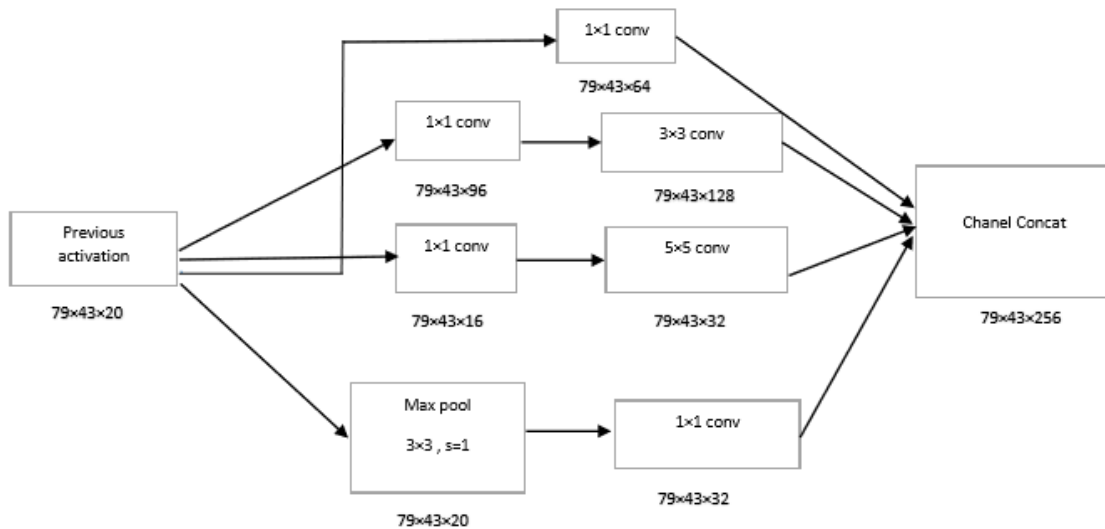 1×1 conv
79×43×64
1×1 conv
3×3 conv
79×43×96
79×43×128
Previous
activation
79×43×20
1×1 conv
5×5 conv
79×43×16
79×43×32
Chanel Concat
79×43×256
Max pool
3×3 , s=1
79×43×20
1×1 conv
79×43×32